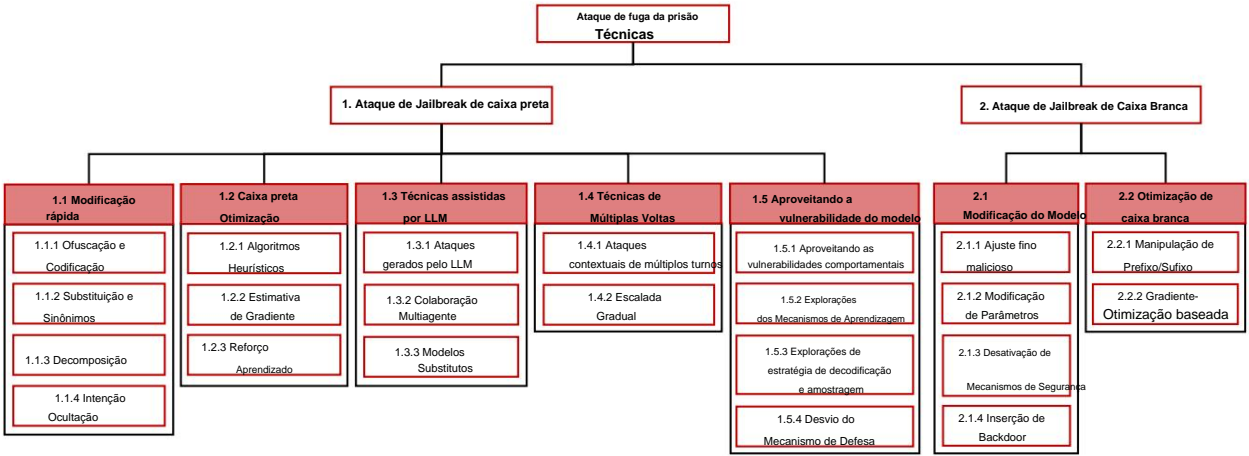 Ataque de fuga da prisão
Técnicas
1. Ataque de Jailbreak de caixa preta
2. Ataque de Jailbreak de Caixa Branca
1.1 Modificação
rápida
1.1.1 Ofuscação e
Codificação
1.1.2 Substituição e
Sinônimos
1.1.3 Decomposição
1.1.4 Intenção
Ocultação
1.2 Caixa preta
Otimização
1.2.1 Algoritmos
Heurísticos
1.2.2 Estimativa
de Gradiente
1.2.3 Reforço
Aprendizado
1.3 Técnicas assistidas
por LLM
1.3.1 Ataques
gerados pelo LLM
1.3.2 Colaboração
Multiagente
1.3.3 Modelos
Substitutos
1.4 Técnicas de
Múltiplas Voltas
1.4.1 Ataques
contextuais de múltiplos turnos
1.4.2 Escalada
Gradual
1.5 Aproveitando a
vulnerabilidade do modelo
1.5.1 Aproveitando as
vulnerabilidades comportamentais
1.5.2 Explorações
dos Mecanismos de Aprendizagem
1.5.3 Explorações de
estratégia de decodificação
e amostragem
1.5.4 Desvio do
Mecanismo de Defesa
2.1
Modificação do Modelo
2.1.1 Ajuste fino
malicioso
2.1.2 Modificação
de Parâmetros
2.1.3 Desativação de
Mecanismos de Segurança
2.1.4 Inserção de
Backdoor
2.2 Otimização de
caixa branca
2.2.1 Manipulação de
Prefixo/Sufixo
2.2.2 Gradiente-
Otimização baseada